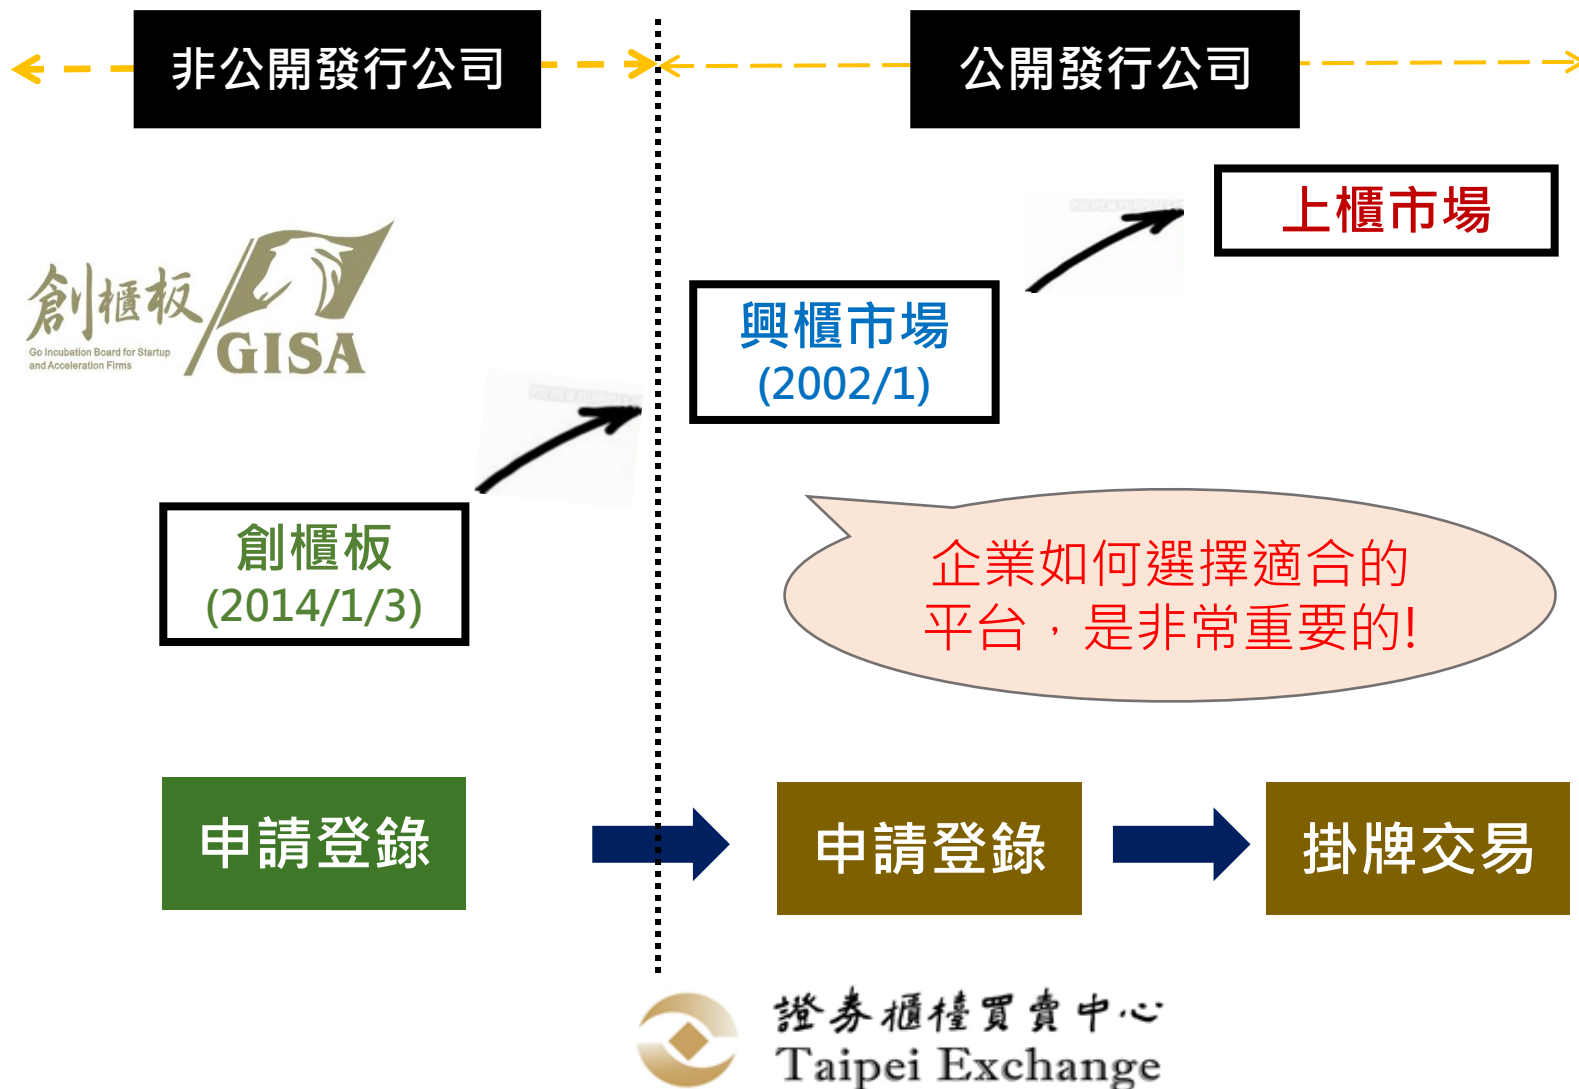 非公開發行公司
公開發行公司
上櫃市場
創櫃板
GISA
Go Incubation Board for Startup
and Acceleration Firms
興櫃市場
(2002/1)
創櫃板
(2014/1/3)
企業如何選擇適合的
平台，是非常重要的!
申請登錄
申請登錄
掛牌交易
證券櫃檯買賣中心
Taipei Exchange